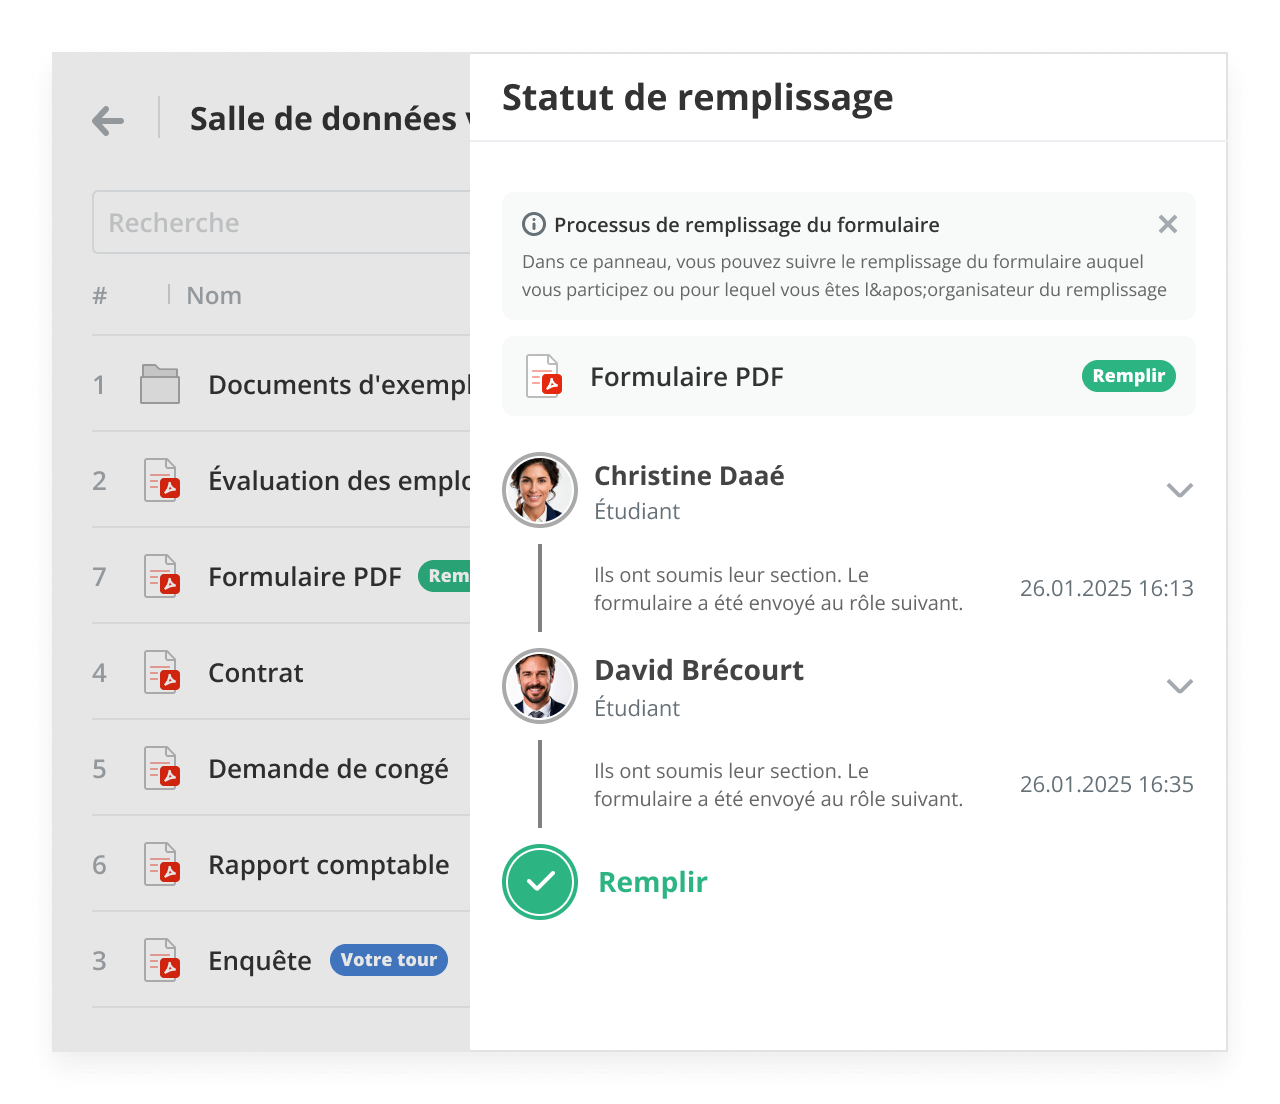 Salle de données
Recherche
# Nom
1 Documents d'exempl
2 Évaluation des emplo
7 Formulaire PDF Rem
4 Contrat
5 Demande de congé
6 Rapport comptable
3 Enquête Votre tour
Statut de remplissage
Processus de remplissage du formulaire
Dans ce panneau, vous pouvez suivre le remplissage du formulaire auquel
vous participez ou pour lequel vous êtes l&apos;organisateur du remplissage
Formulaire PDF Remplir
Christine Daaé
Étudiant
Ils ont soumis leur section. Le
formulaire a été envoyé au rôle suivant.
26.01.2025 16:13
David Brécourt
Étudiant
Ils ont soumis leur section. Le
formulaire a été envoyé au rôle suivant.
26.01.2025 16:35
Remplir